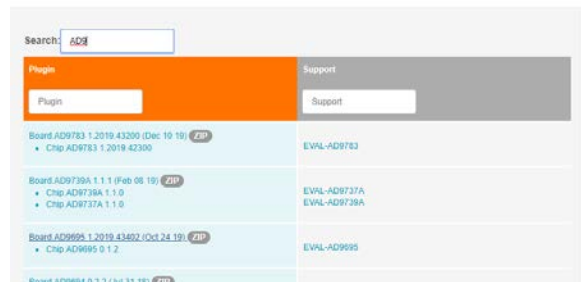 Search: AD9
Plugin Support
Plugin Support
Board.AD9783 1.2019.43200 (Dec 10 19) ZIP
Chip.AD9783 1.2019.42300
EVAL-AD9783
Board.AD9739A 1.1.1 (Feb 08 19) ZIP
Chip.AD9739A 1.1.0
Chip.AD9737A 1.1.0
EVAL-AD9737A
EVAL-AD9739A
Board.AD9695 1.2019.43402 (Oct 24 19) ZIP
Chip.AD9695 0.1.2
EVAL-AD9695